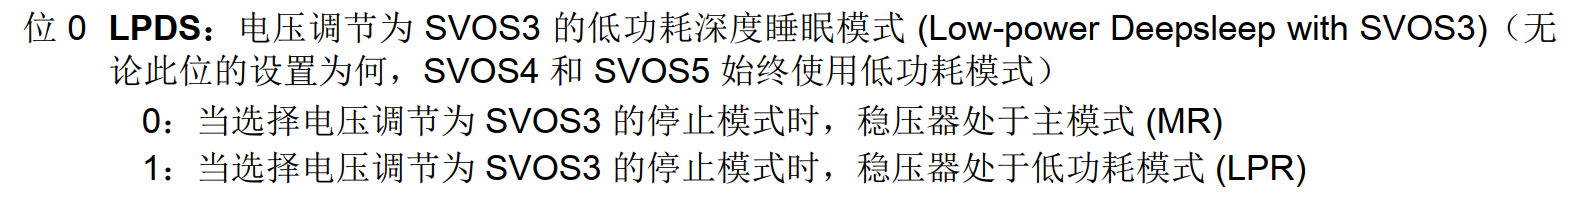 位 0 LPDS：电压调节为 SVOS3 的低功耗深度睡眠模式 (Low-power Deepsleep with SVOS3)（无
论此位的设置为何，SVOS4 和 SVOS5 始终使用低功耗模式）
0：当选择电压调节为 SVOS3 的停止模式时，稳压器处于主模式 (MR)
1：当选择电压调节为 SVOS3 的停止模式时，稳压器处于低功耗模式 (LPR)